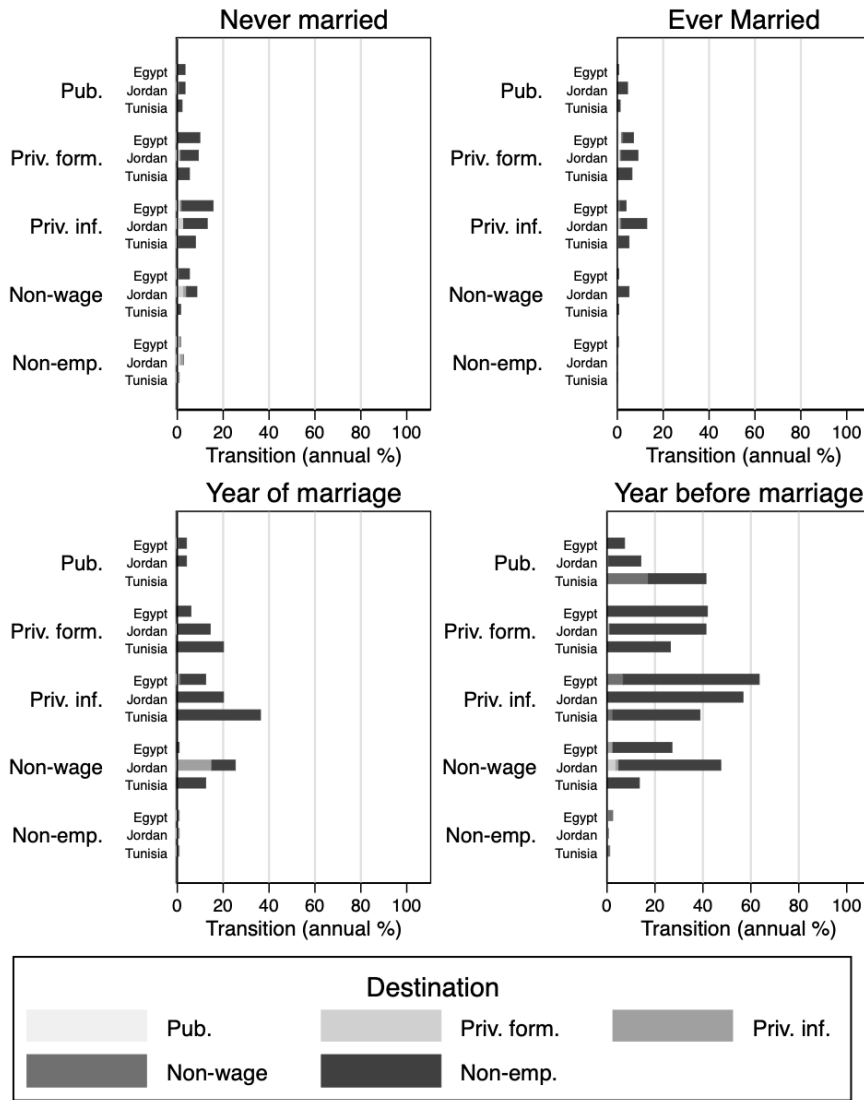 Never married
Pub.
Egypt
Jordan
Tunisia
Priv. form.
Egypt
Jordan
Tunisia
Priv. inf.
Egypt
Jordan
Tunisia
Non-wage
Egypt
Jordan
Tunisia
Non-emp.
Egypt
Jordan
Tunisia
0 20 40 60 80 100
Transition (annual %)
Ever Married
Pub.
Egypt
Jordan
Tunisia
Priv. form.
Egypt
Jordan
Tunisia
Priv. inf.
Egypt
Jordan
Tunisia
Non-wage
Egypt
Jordan
Tunisia
Non-emp.
Egypt
Jordan
Tunisia
0 20 40 60 80 100
Transition (annual %)
Year of marriage
Pub.
Egypt
Jordan
Tunisia
Priv. form.
Egypt
Jordan
Tunisia
Priv. inf.
Egypt
Jordan
Tunisia
Non-wage
Egypt
Jordan
Tunisia
Non-emp.
Egypt
Jordan
Tunisia
0 20 40 60 80 100
Transition (annual %)
Year before marriage
Pub.
Egypt
Jordan
Tunisia
Priv. form.
Egypt
Jordan
Tunisia
Priv. inf.
Egypt
Jordan
Tunisia
Non-wage
Egypt
Jordan
Tunisia
Non-emp.
Egypt
Jordan
Tunisia
0 20 40 60 80 100
Transition (annual %)
Destination
Pub. Priv. form. Priv. inf.
Non-wage Non-emp.